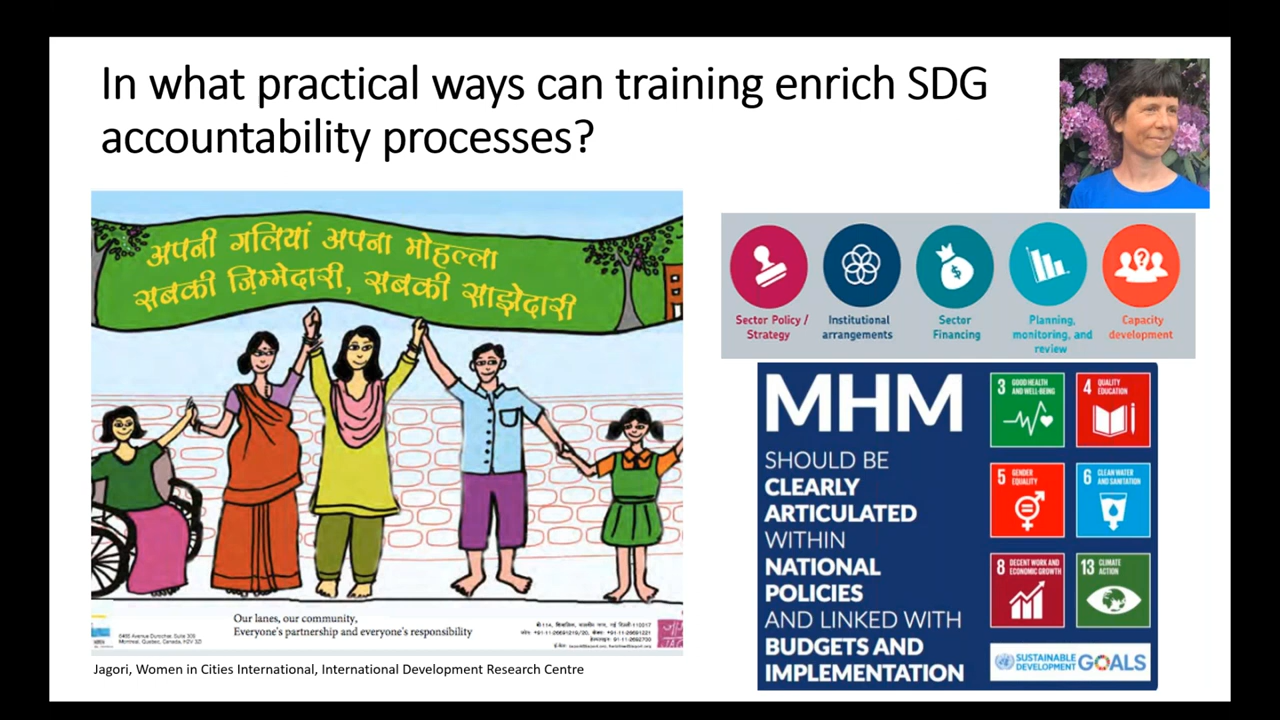 In what practical ways can training enrich SDG
accountability processes?
अपनी गलियां अपना मोहल्ला
सबकी ज़िम्मेदारी, सबकी साझेदारी
Our lanes, our community,
Everyone's partnership and everyone's responsibility
Jagori, Women in Cities International, International Development Research Centre
Sector Policy /
Strategy
Institutional
arrangements
Sector
Financing
Planning,
monitoring, and
review
Capacity
development
MHM
SHOULD BE
CLEARLY
ARTICULATED
WITHIN
NATIONAL
POLICIES
AND LINKED WITH
BUDGETS AND
IMPLEMENTATION
3 GOOD HEALTH
AND WELL-BEING
4 QUALITY
EDUCATION
5 GENDER
EQUALITY
6 CLEAN WATER
AND SANITATION
8 DECENT WORK AND
ECONOMIC GROWTH
13 CLIMATE
ACTION
SUSTAINABLE
DEVELOPMENT
GOALS